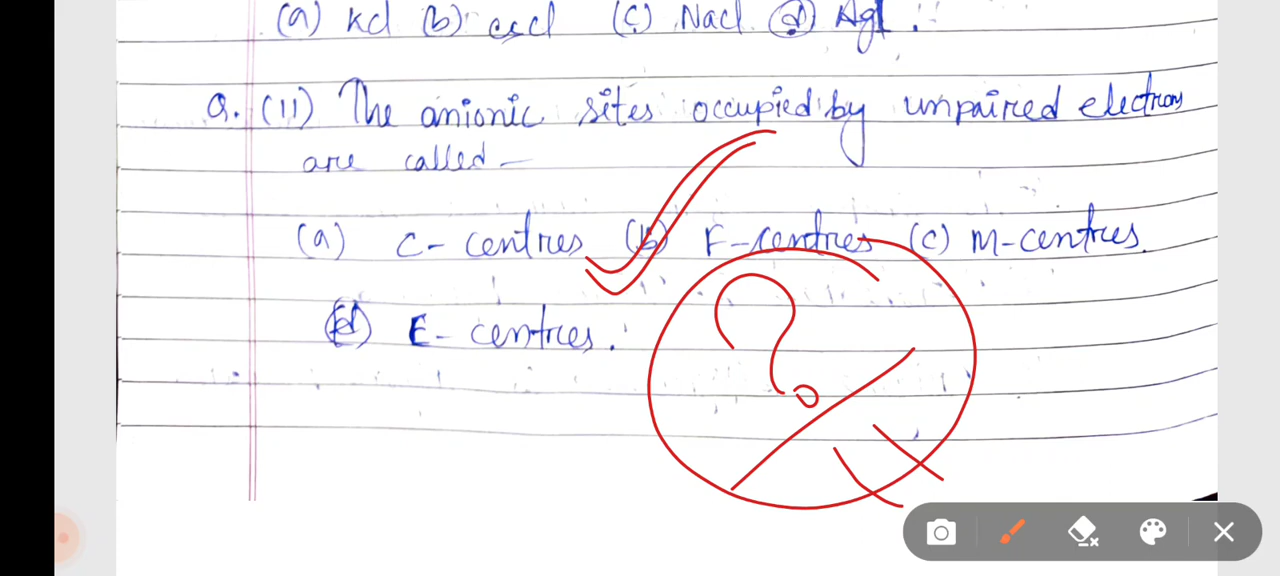 (a) Kcl (b) cscl (c) Nacl (d) AgI.
Q. (11) The anionic sites occupied by unpaired electrons
are called —
(a) C- centres (b) F-centres (c) M-centres.
(d) E- centres.
?